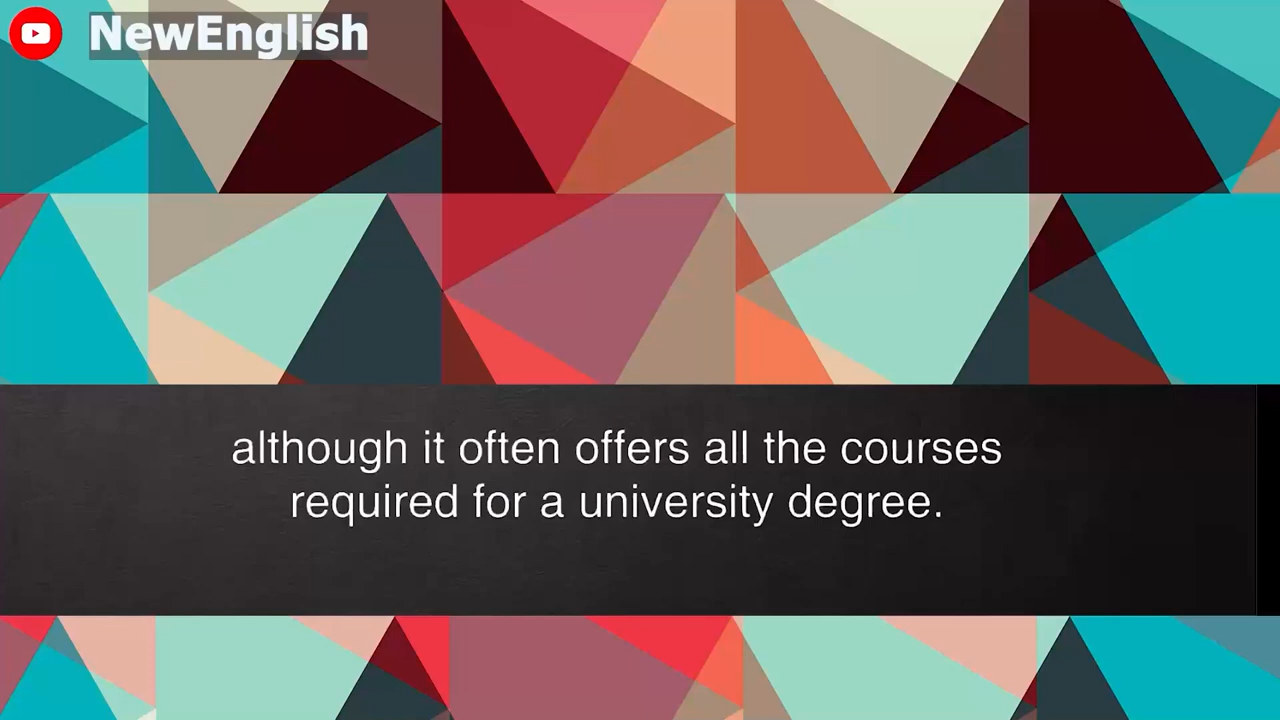 NewEnglish
although it often offers all the courses
required for a university degree.